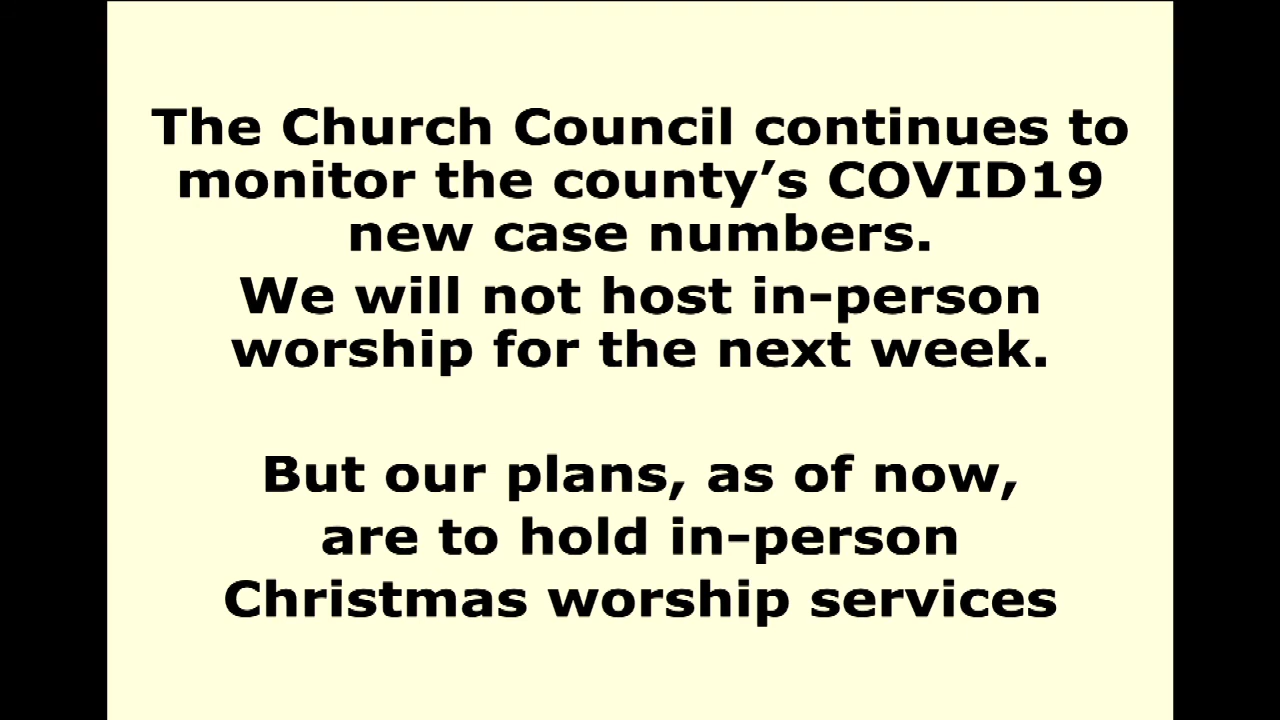 The Church Council continues to
monitor the county’s COVID19
new case numbers.
We will not host in-person
worship for the next week.
But our plans, as of now,
are to hold in-person
Christmas worship services